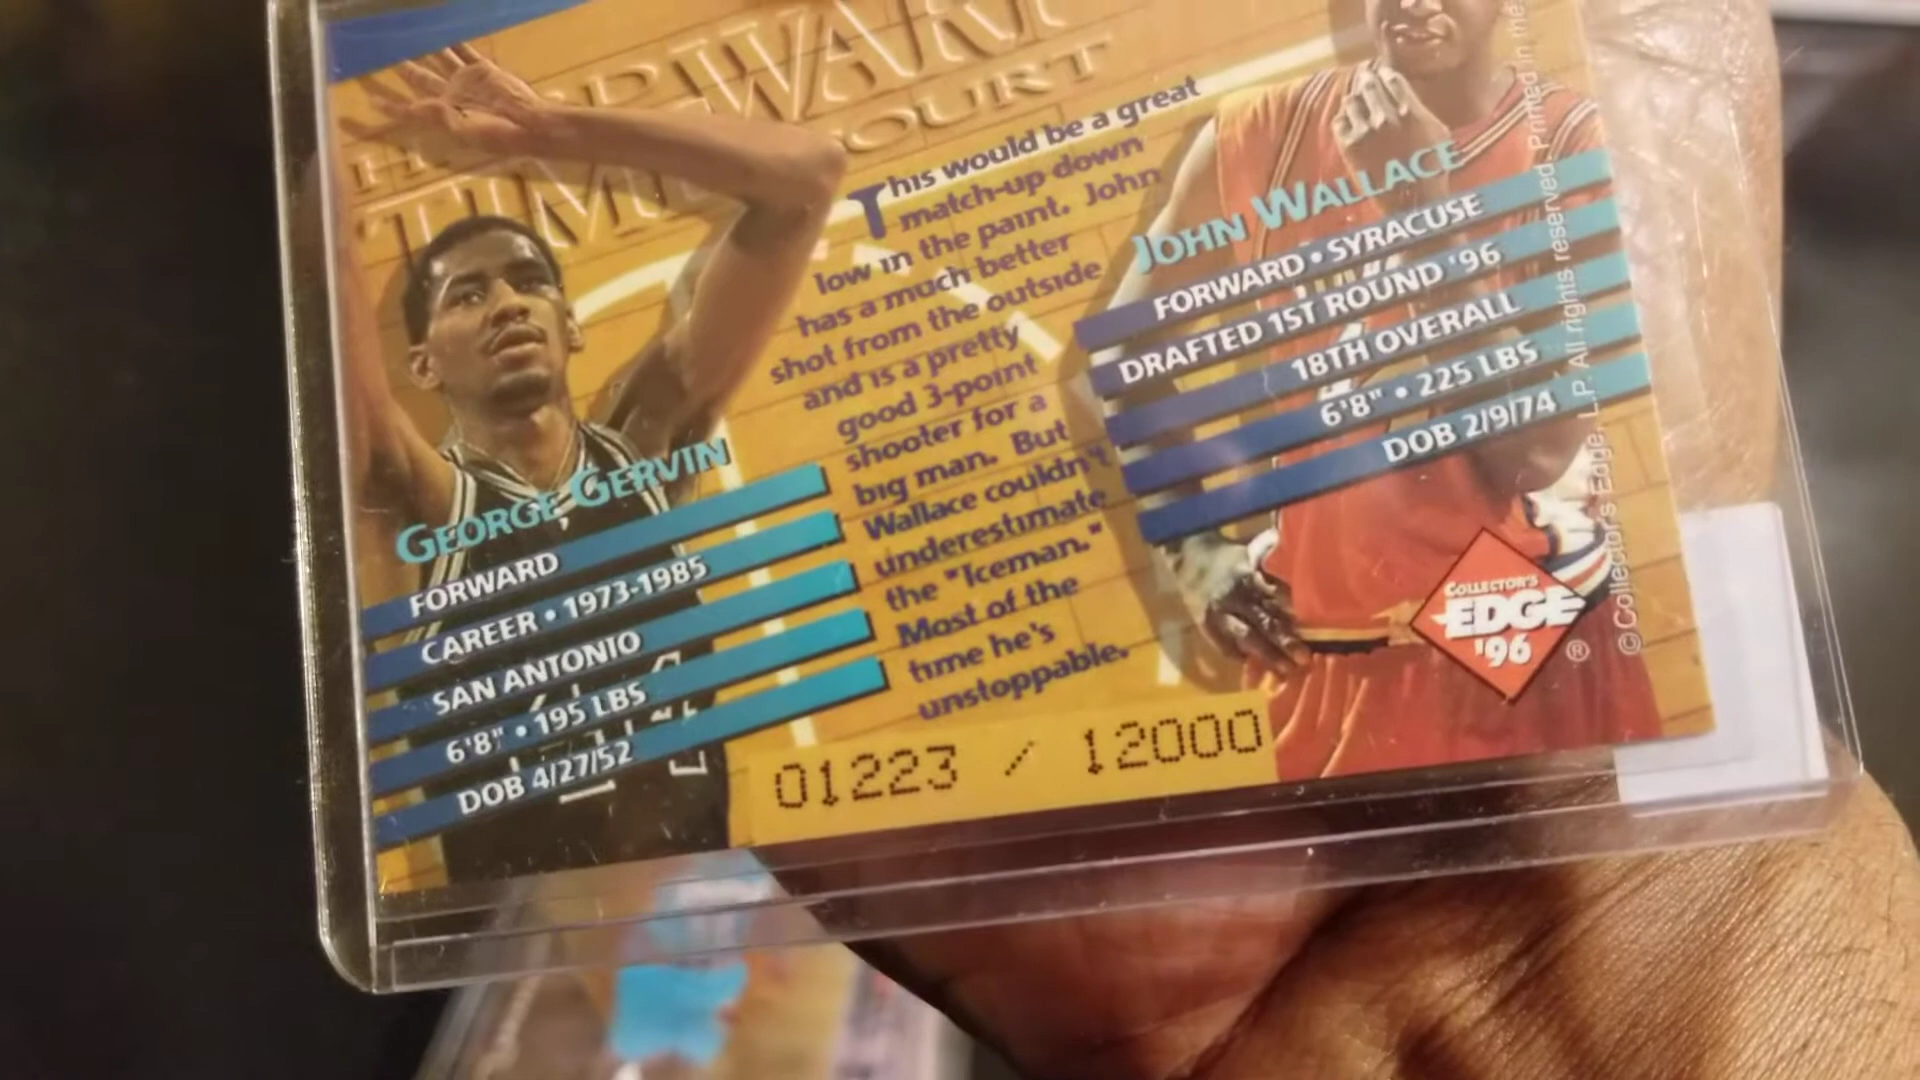 TIME WARP
COURT
This would be a great
match-up down
low in the paint. John
has a much better
shot from the outside
and is a pretty
good 3-point
shooter for a
big man. But
Wallace couldn't
underestimate
the "Iceman."
Most of the
time he's
unstoppable.
GEORGE GERVIN
FORWARD
CAREER • 1973-1985
SAN ANTONIO
6'8" • 195 LBS
DOB 4/27/52
JOHN WALLACE
FORWARD • SYRACUSE
DRAFTED 1ST ROUND '96
18TH OVERALL
6'8" • 225 LBS
DOB 2/9/74
COLLECTOR'S
EDGE
'96
®
01223 / 12000
© Collector's Edge, L.P. All rights reserved. Printed in the